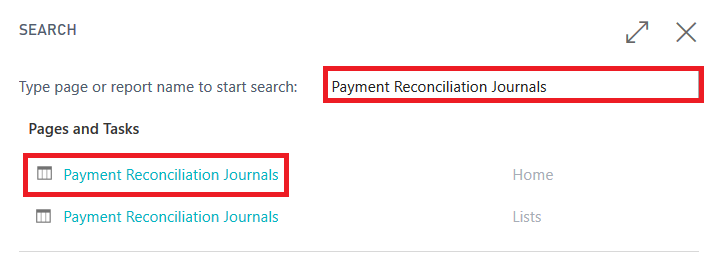 SEARCH
Type page or report name to start search: Payment Reconciliation Journals
Pages and Tasks
Payment Reconciliation Journals Home
Payment Reconciliation Journals Lists